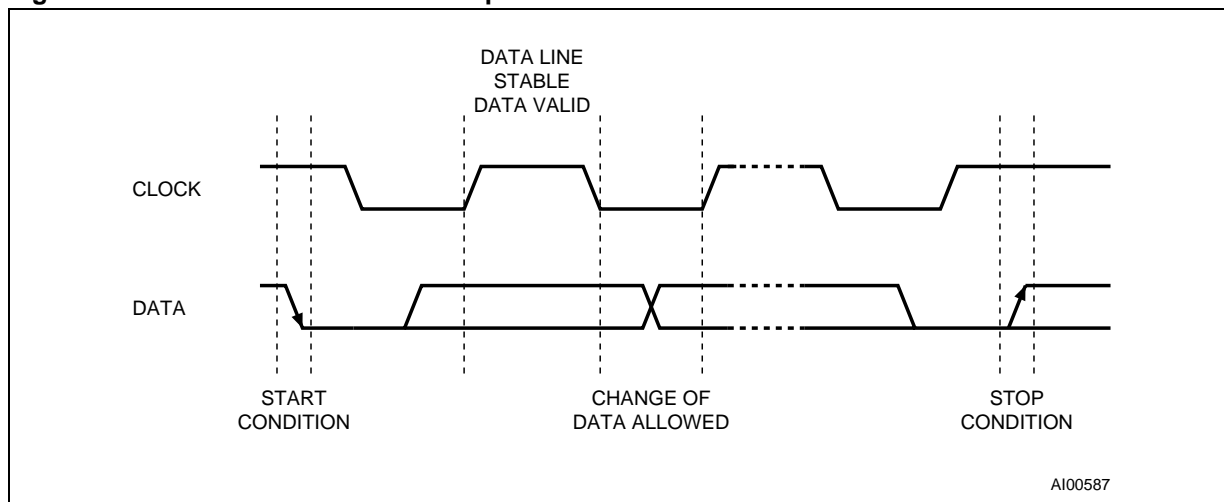 DATA LINE
STABLE
DATA VALID
CLOCK
DATA
START
CONDITION
CHANGE OF
DATA ALLOWED
STOP
CONDITION
AI00587